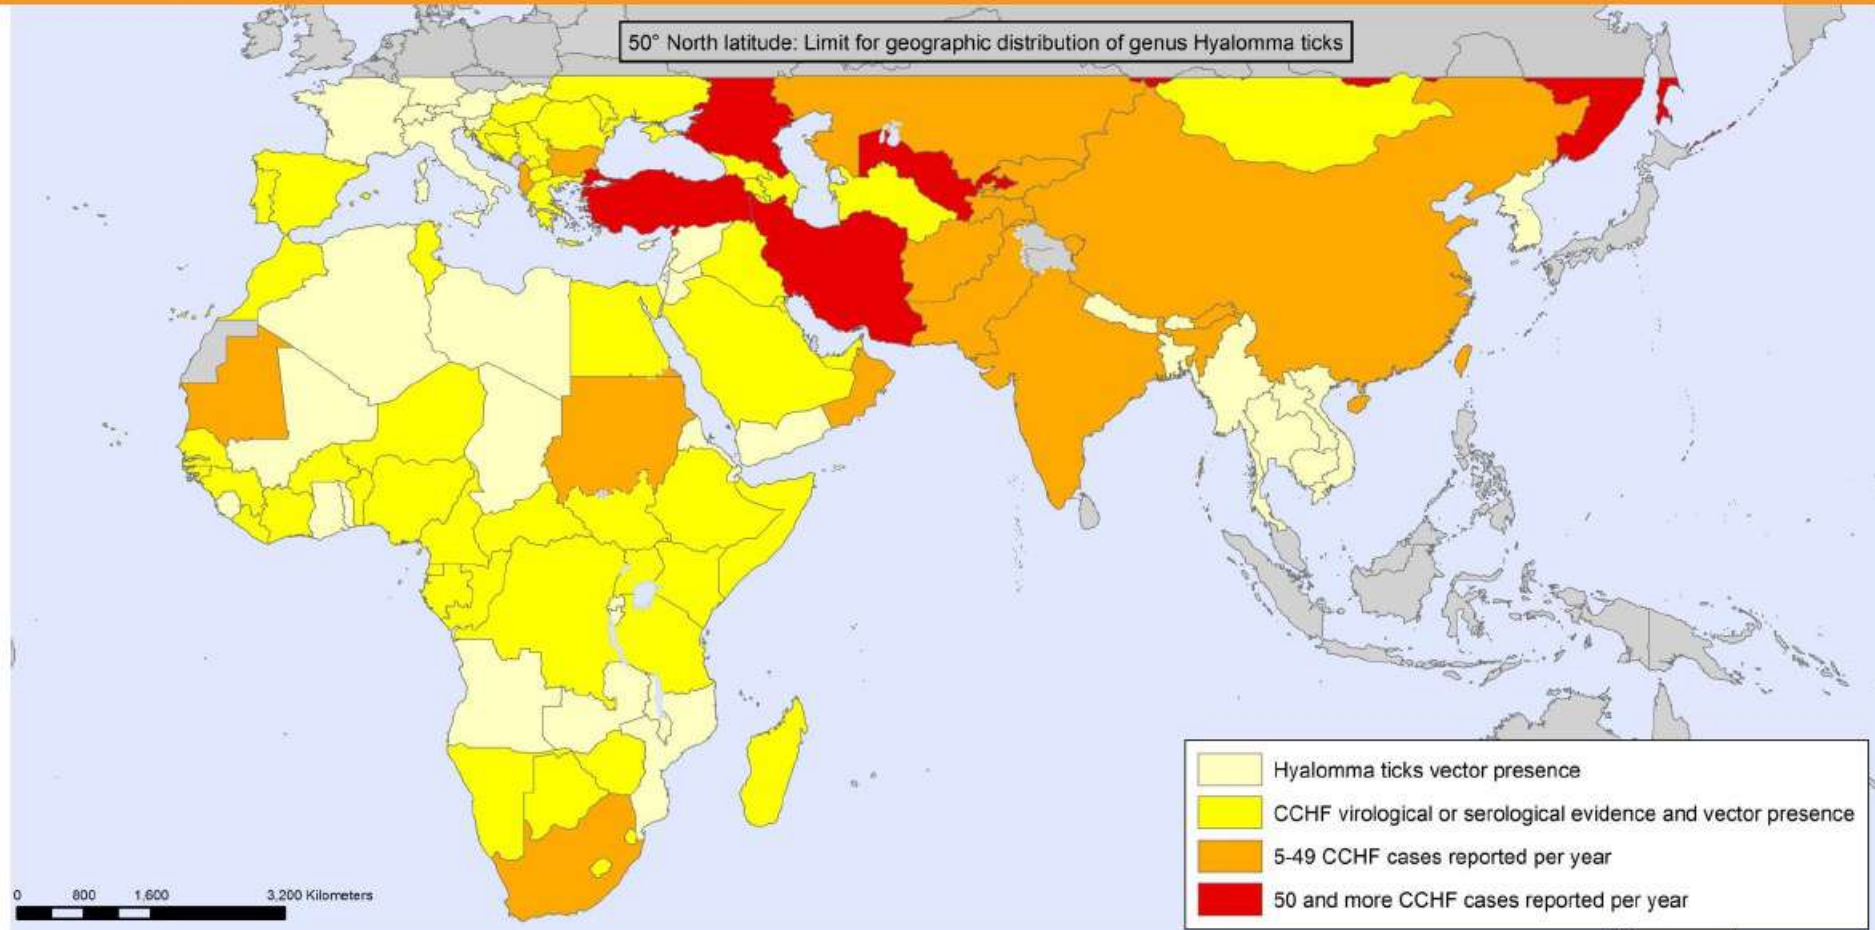 50° North latitude: Limit for geographic distribution of genus Hyalomma ticks
Hyalomma ticks vector presence
CCHF virological or serological evidence and vector presence
5-49 CCHF cases reported per year
50 and more CCHF cases reported per year
0 800 1,600 3,200 Kilometers